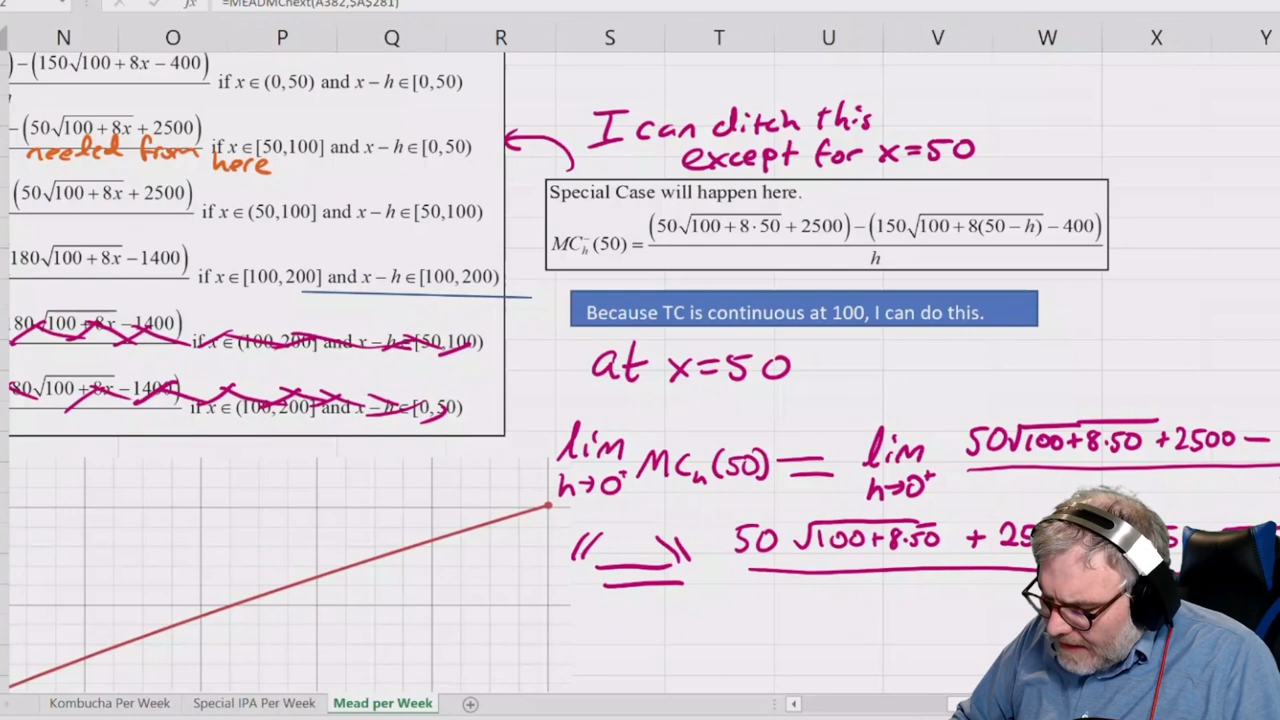 =MEADMCnext(A382,$A$281)
N O P Q R S T U V W X Y
)−(150√100+8x−400) if x∈(0,50) and x−h∈[0,50)
−(50√100+8x+2500) if x∈[50,100] and x−h∈[0,50)
needed from here
(50√100+8x+2500) if x∈(50,100] and x−h∈[50,100)
180√100+8x−1400) if x∈[100,200] and x−h∈[100,200)
80√100+8x−1400) if x∈(100,200] and x−h∈[50,100)
80√100+8x−1400) if x∈(100,200] and x−h∈[0,50)
I can ditch this
except for x=50
Special Case will happen here.
MC⁻ₕ(50)=(50√100+8·50+2500)−(150√100+8(50−h)−400)
h
Because TC is continuous at 100, I can do this.
at x=50
lim h→0⁺ MCₕ(50) = lim h→0⁺ 50√100+8·50+2500−
"=" 50√100+8·50+
Kombucha Per Week Special IPA Per Week Mead per Week